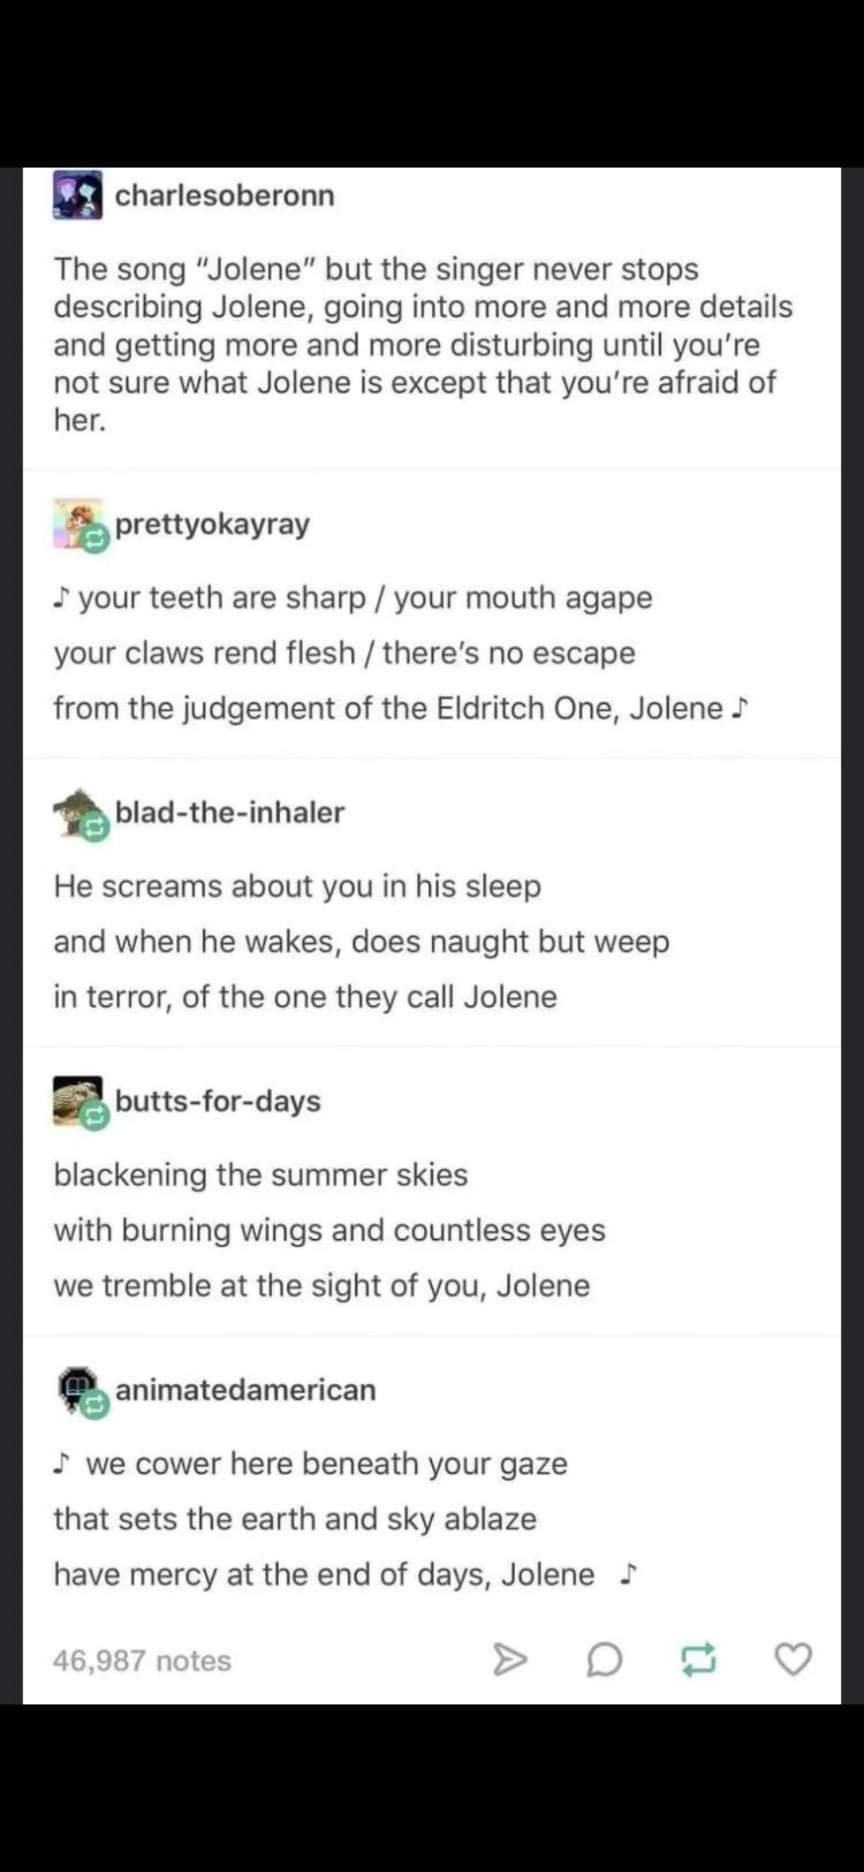 charlesoberonn
The song "Jolene" but the singer never stops
describing Jolene, going into more and more details
and getting more and more disturbing until you're
not sure what Jolene is except that you're afraid of
her.
prettyokayray
♪ your teeth are sharp / your mouth agape
your claws rend flesh / there's no escape
from the judgement of the Eldritch One, Jolene ♪
blad-the-inhaler
He screams about you in his sleep
and when he wakes, does naught but weep
in terror, of the one they call Jolene
butts-for-days
blackening the summer skies
with burning wings and countless eyes
we tremble at the sight of you, Jolene
animatedamerican
♪ we cower here beneath your gaze
that sets the earth and sky ablaze
have mercy at the end of days, Jolene ♪
46,987 notes